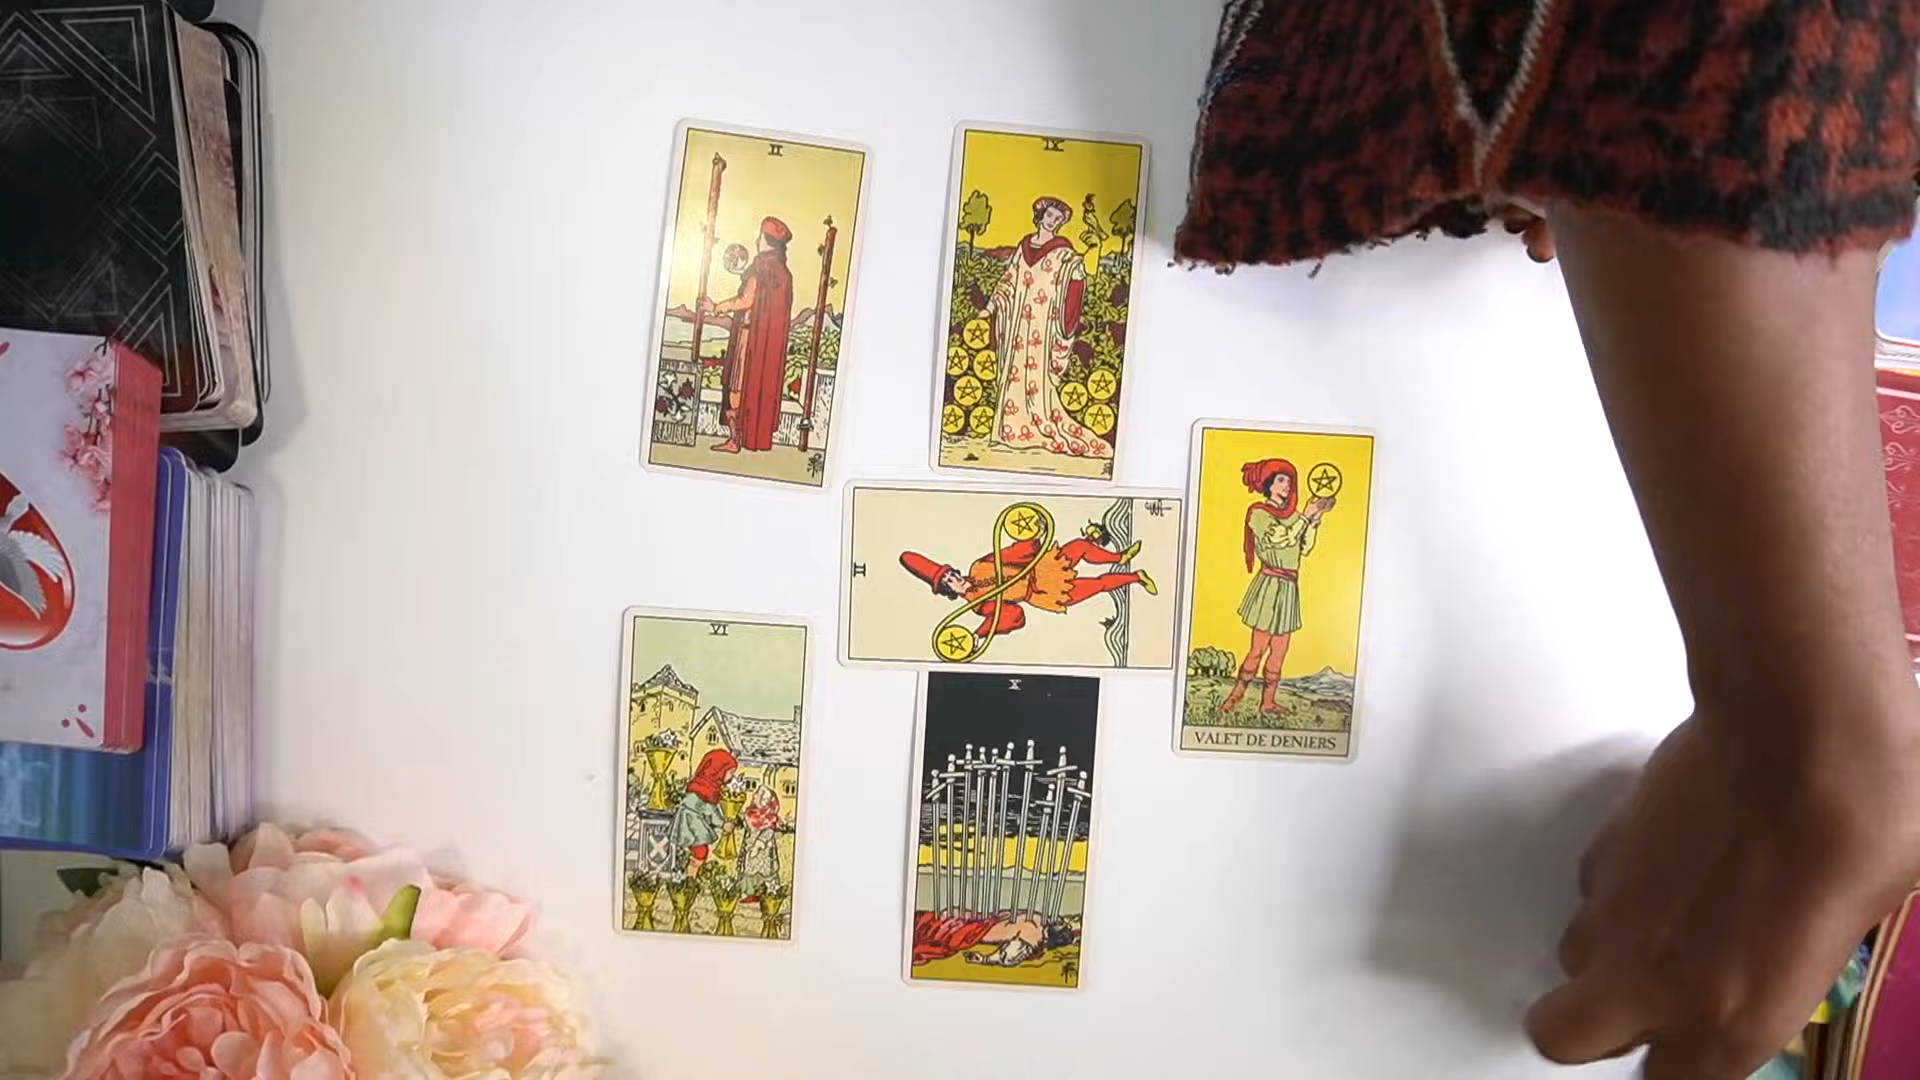 II
IX
II
VI
X
VALET DE DENIERS